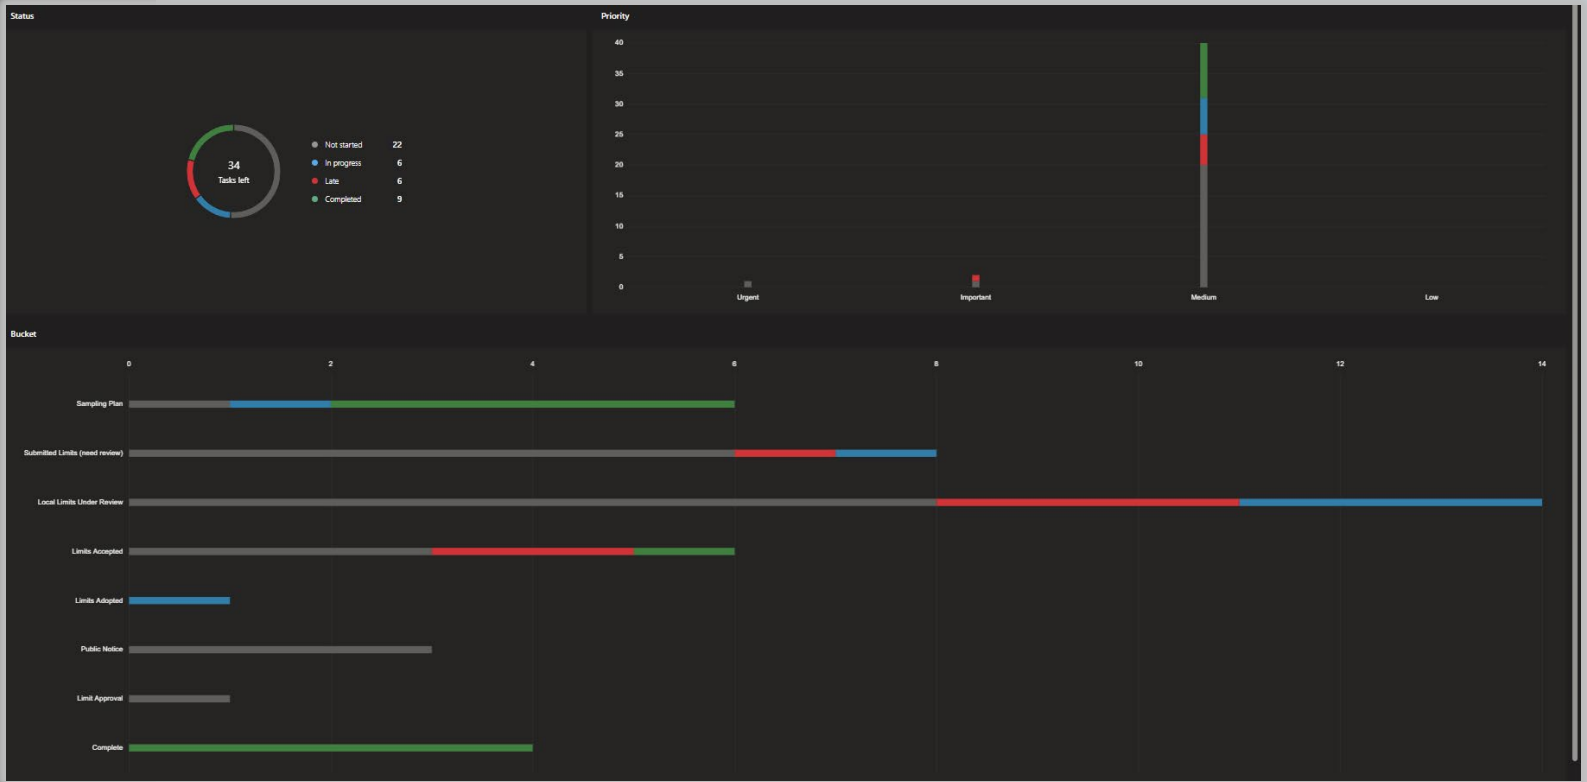 Status
34
Tasks left
Not started 22
In progress 6
Late 6
Completed 9
Priority
40
35
30
25
20
15
10
5
0
Urgent Important Medium Low
Bucket
0 2 4 6 8 10 12 14
Sampling Plan
Submitted Limits (need review)
Local Limits Under Review
Limits Accepted
Limits Adopted
Public Notice
Limit Approval
Complete